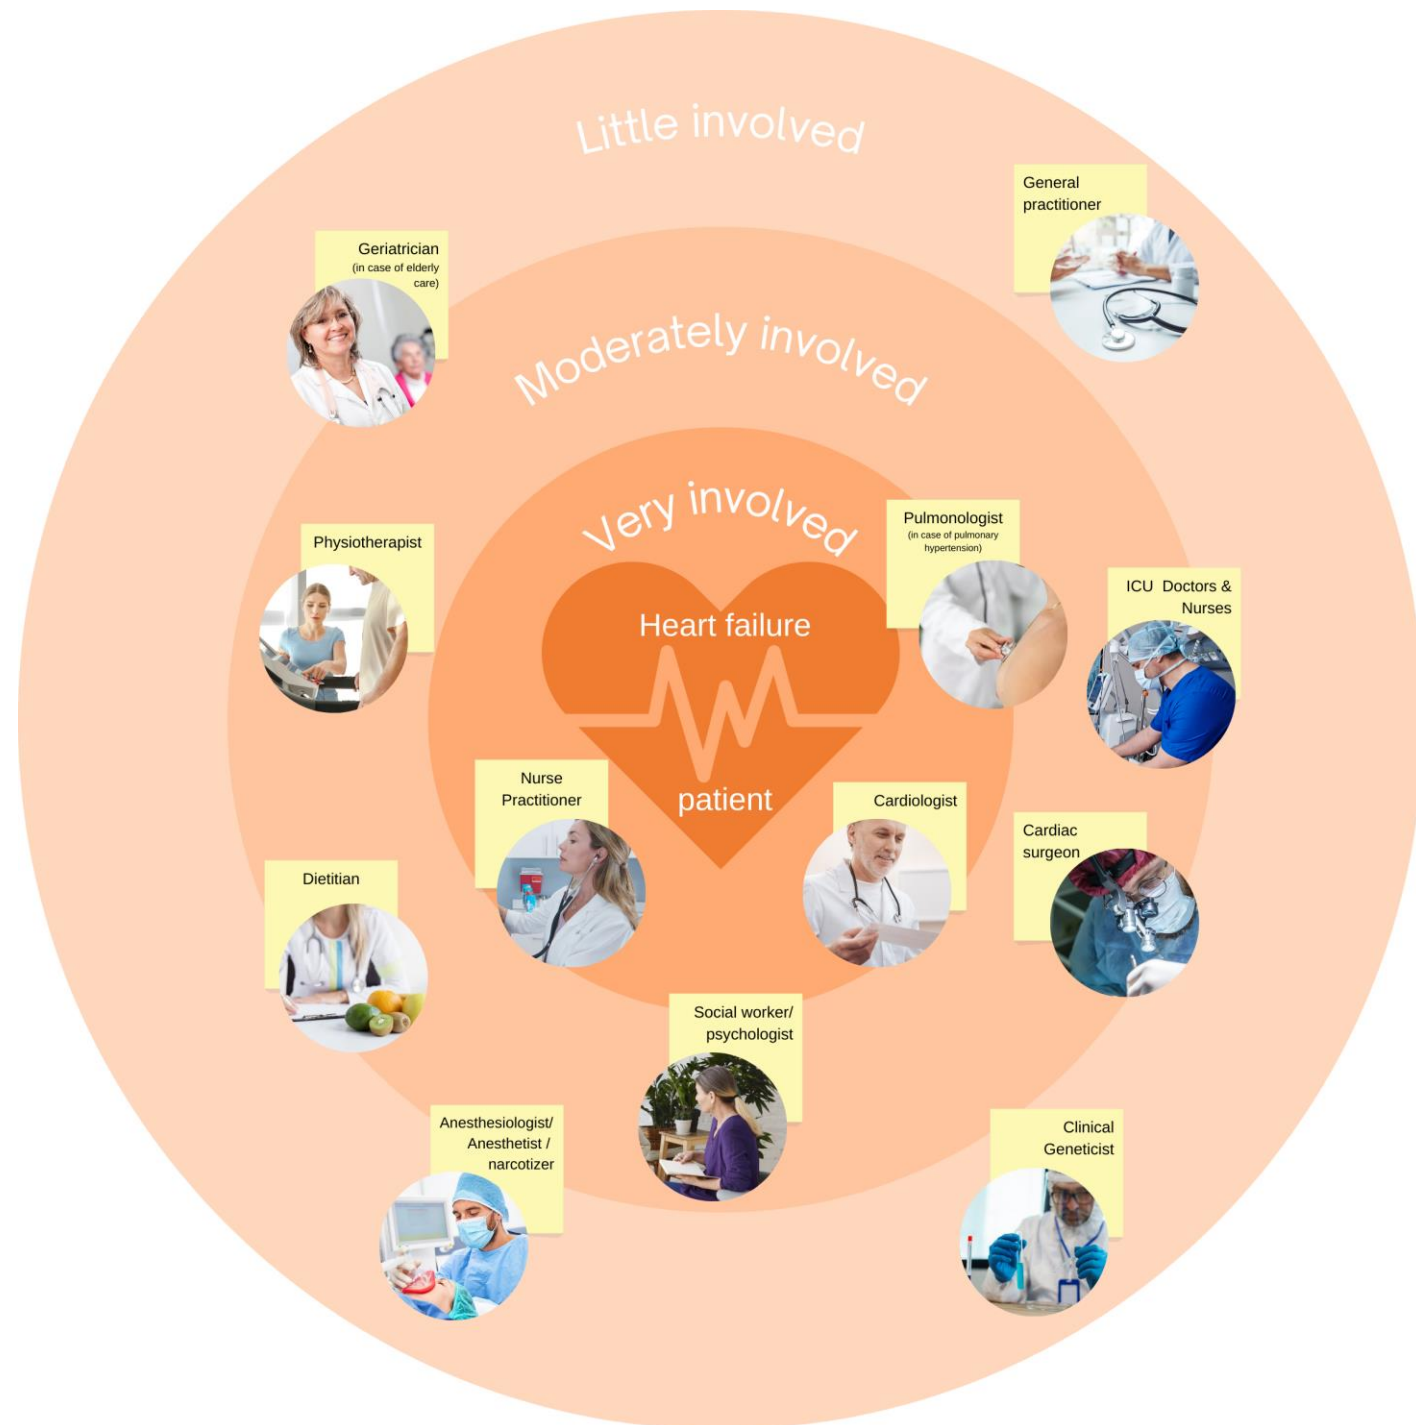 Little involved
General
practitioner
Geriatrician
(in case of elderly
care)
Moderately involved
Very involved
Pulmonologist
(in case of pulmonary
hypertension)
Physiotherapist
ICU Doctors &
Nurses
Heart failure
patient
Nurse
Practitioner
Cardiologist
Cardiac
surgeon
Dietitian
Social worker/
psychologist
Anesthesiologist/
Anesthetist /
narcotizer
Clinical
Geneticist